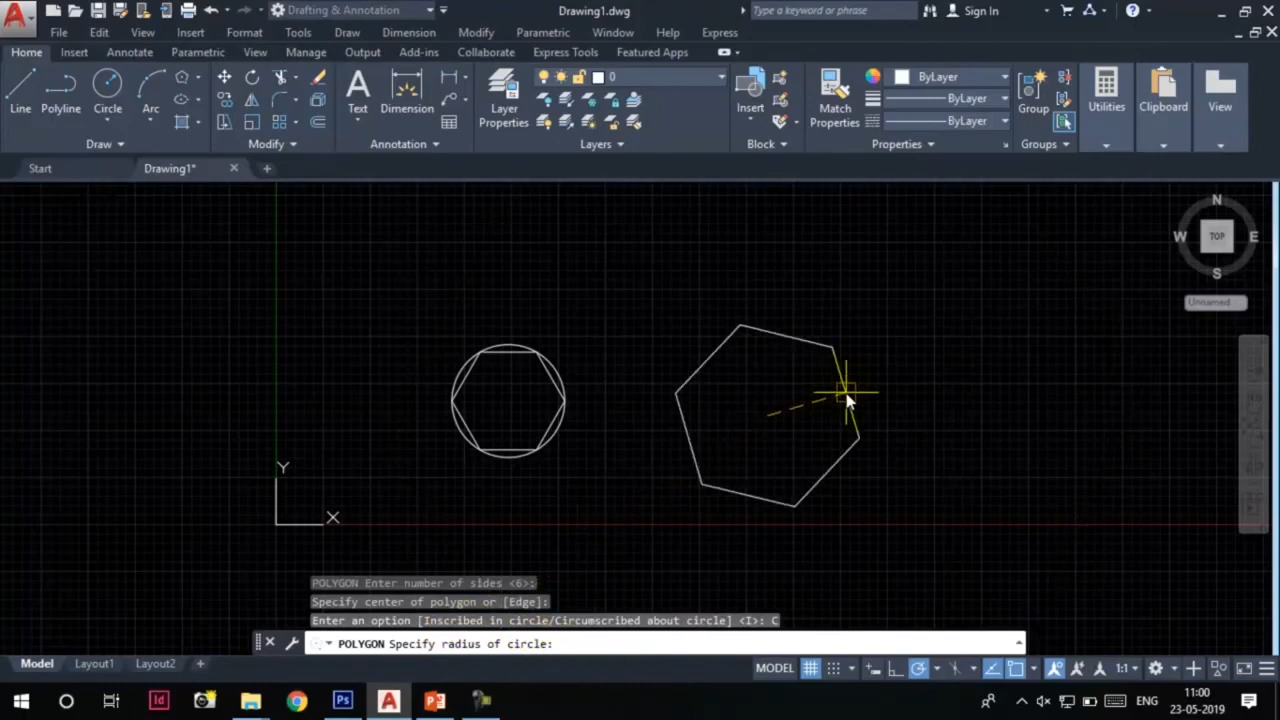 Drafting & Annotation
Drawing1.dwg
Type a keyword or phrase
Sign In
File Edit View Insert Format Tools Draw Dimension Modify Parametric Window Help Express
Home Insert Annotate Parametric View Manage Output Add-ins Collaborate Express Tools Featured Apps
0
ByLayer
ByLayer
ByLayer
Line Polyline Circle Arc
Text Dimension
Layer Properties
Insert
Match Properties
Group
Utilities Clipboard View
Draw Modify Annotation Layers Block Properties Groups
Start Drawing1*
N
W TOP E
S
Unnamed
Y
X
POLYGON Enter number of sides <6>:
Specify center of polygon or [Edge]:
Enter an option [Inscribed in circle/Circumscribed about circle] <I>: C
POLYGON Specify radius of circle:
Model Layout1 Layout2
MODEL 1:1
ENG
11:00
23-05-2019